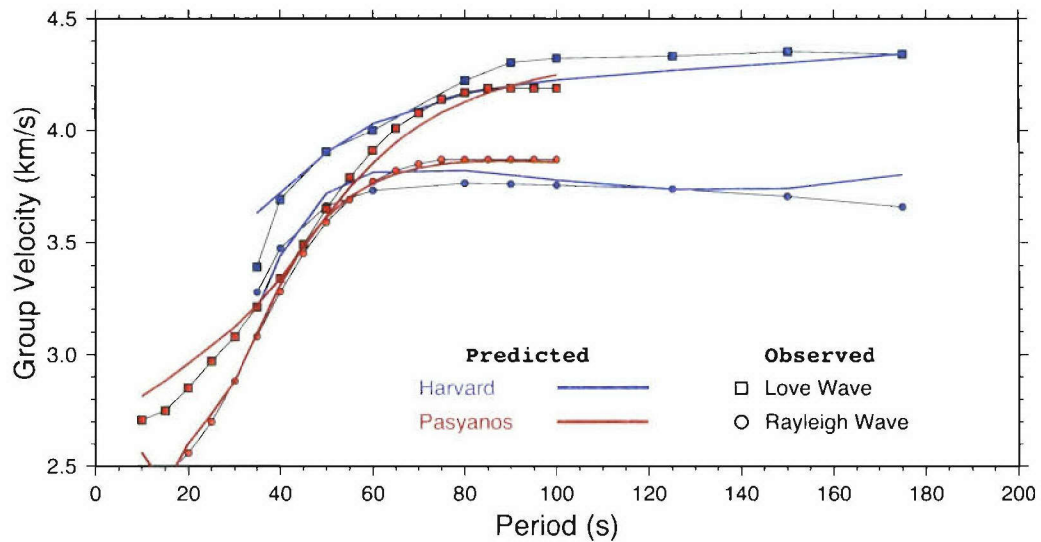 4.5
4.0
3.5
3.0
2.5
Group Velocity (km/s)
Predicted Observed
Harvard Love Wave
Pasyanos Rayleigh Wave
0 20 40 60 80 100 120 140 160 180 200
Period (s)